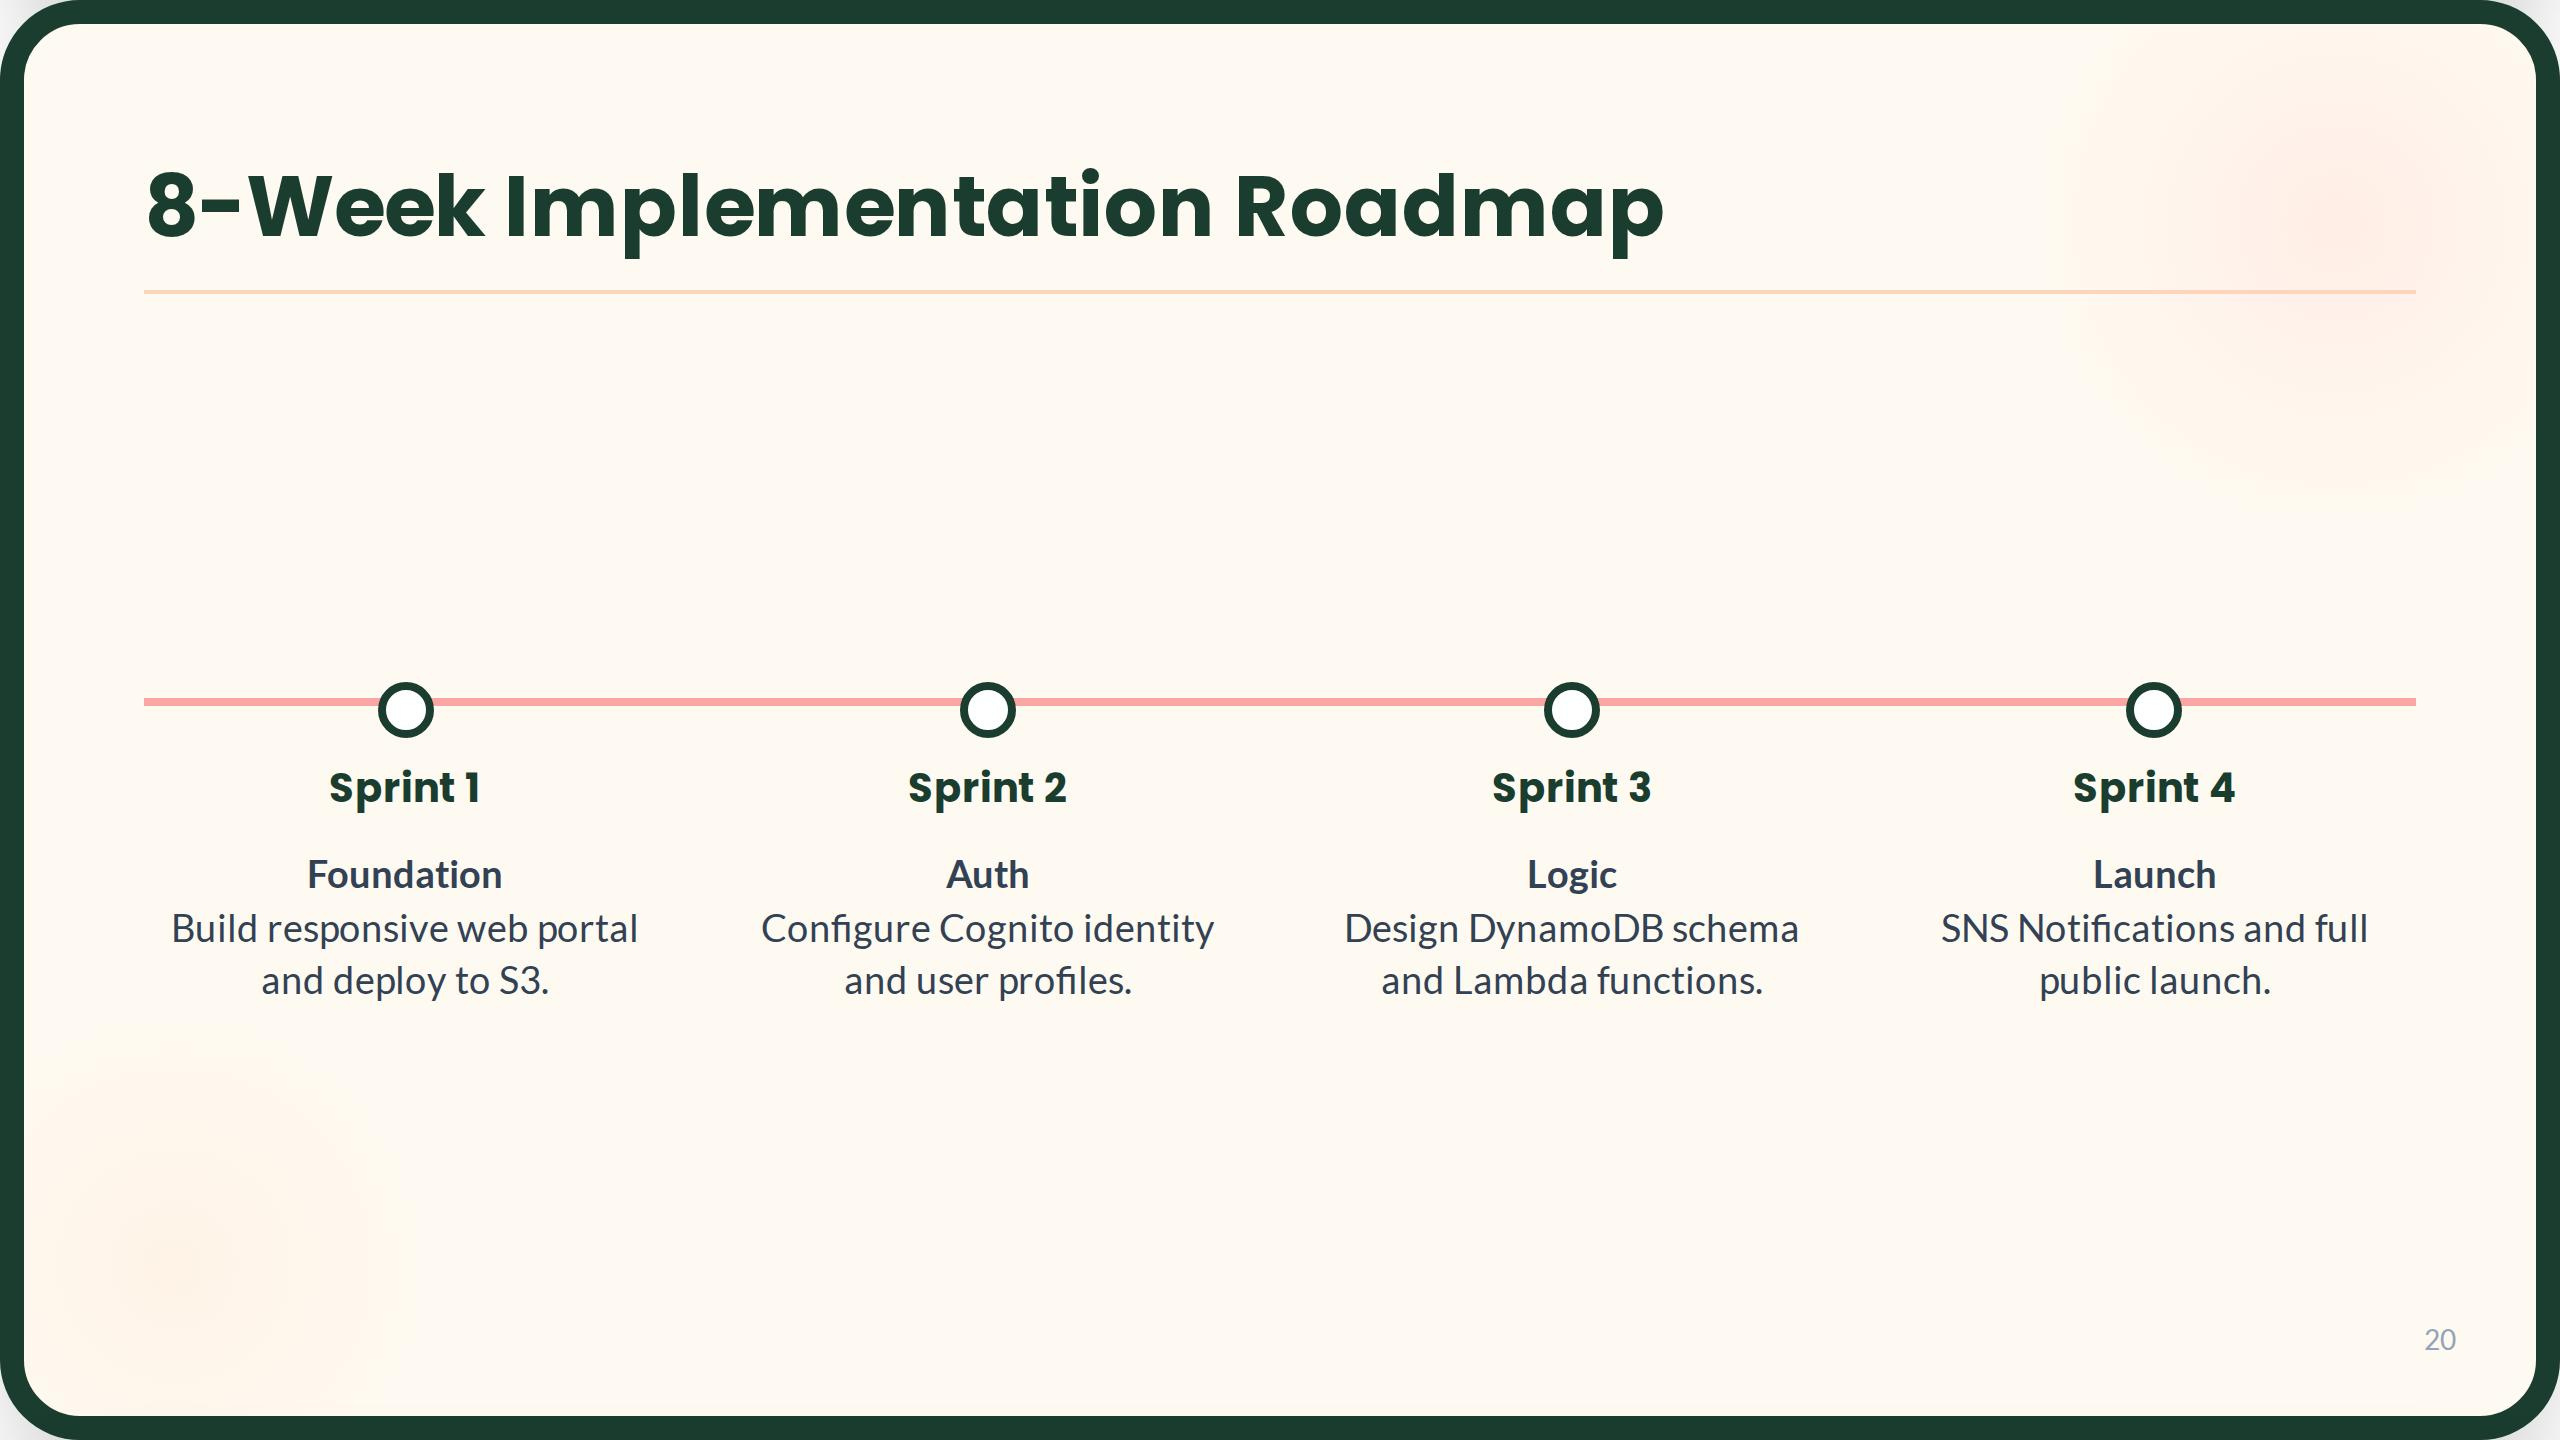 8-Week Implementation Roadmap
Sprint 1
Foundation
Build responsive web portal
and deploy to S3.
Sprint 2
Auth
Configure Cognito identity
and user profiles.
Sprint 3
Logic
Design DynamoDB schema
and Lambda functions.
Sprint 4
Launch
SNS Notifications and full
public launch.
20